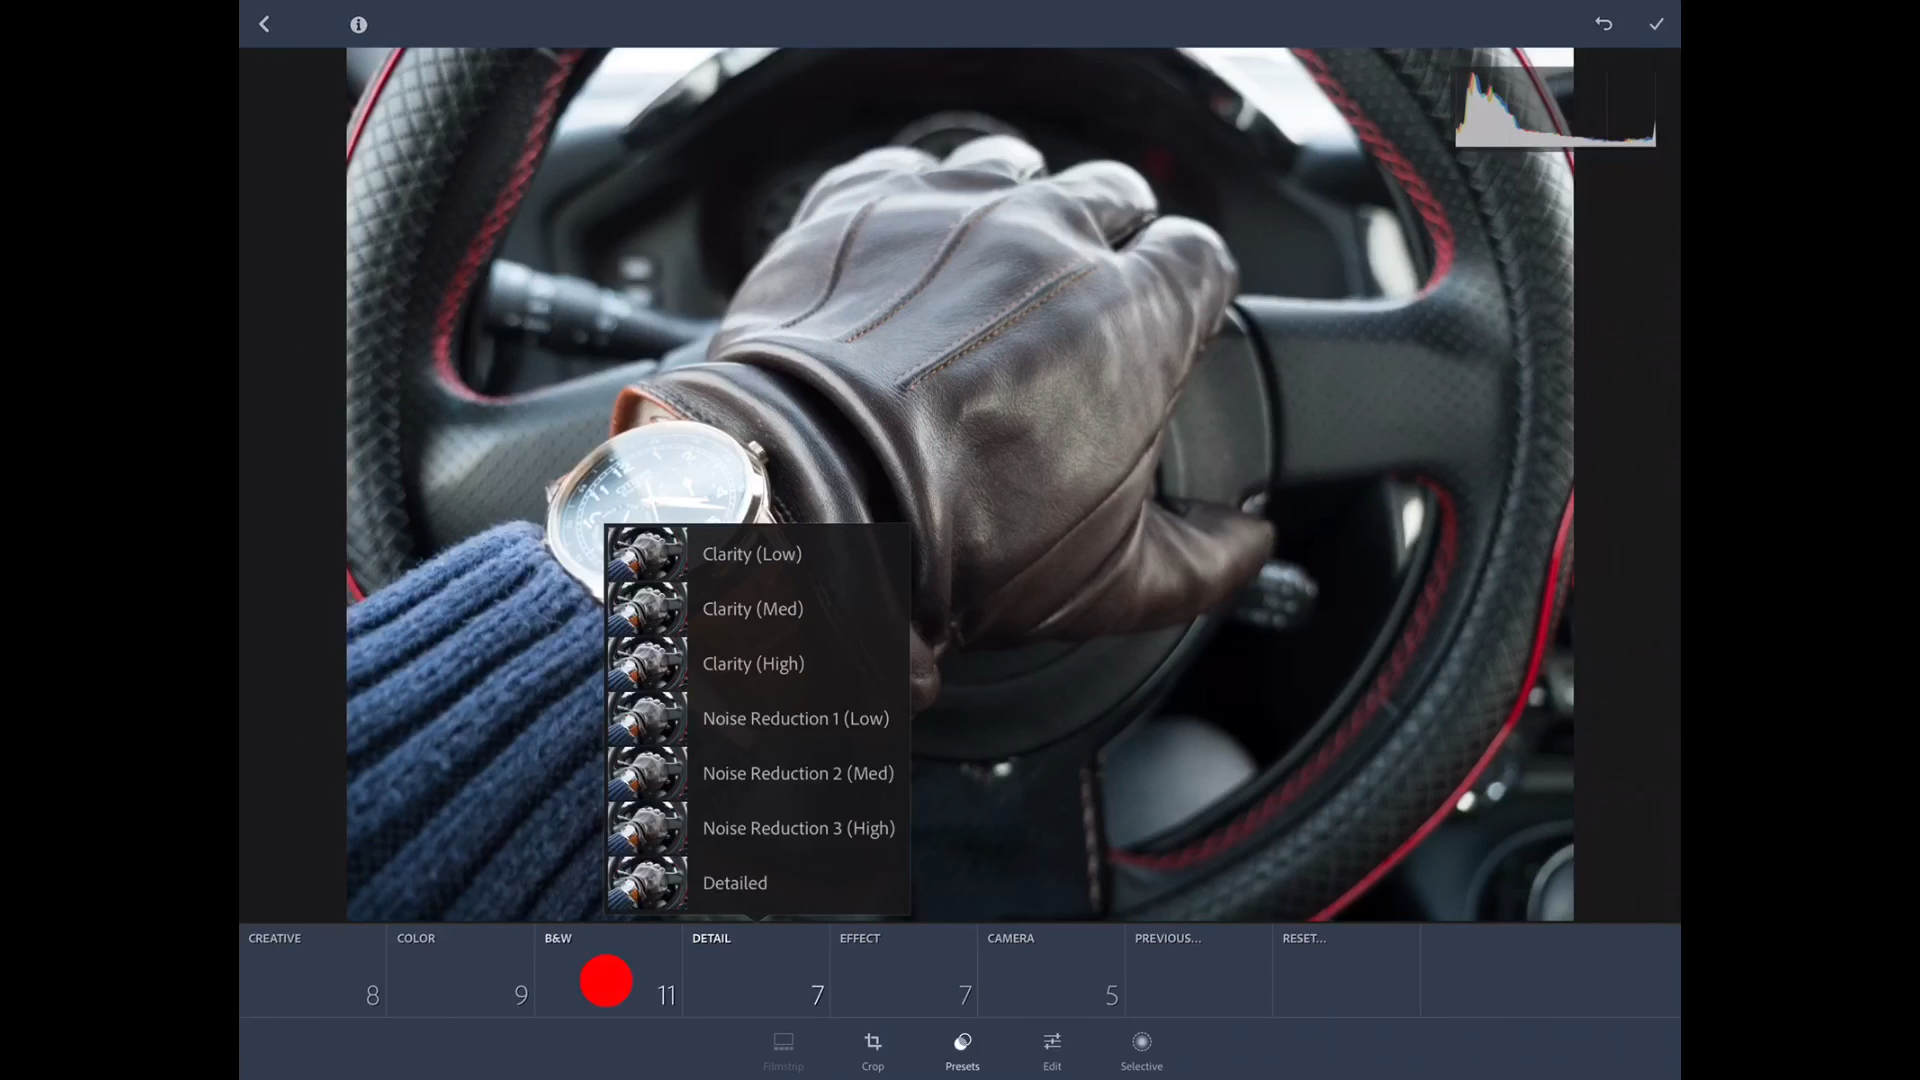 Clarity (Low)
Clarity (Med)
Clarity (High)
Noise Reduction 1 (Low)
Noise Reduction 2 (Med)
Noise Reduction 3 (High)
Detailed
CREATIVE COLOR B&W DETAIL EFFECT CAMERA PREVIOUS... RESET...
8 9 11 7 7 5
Filmstrip Crop Presets Edit Selective